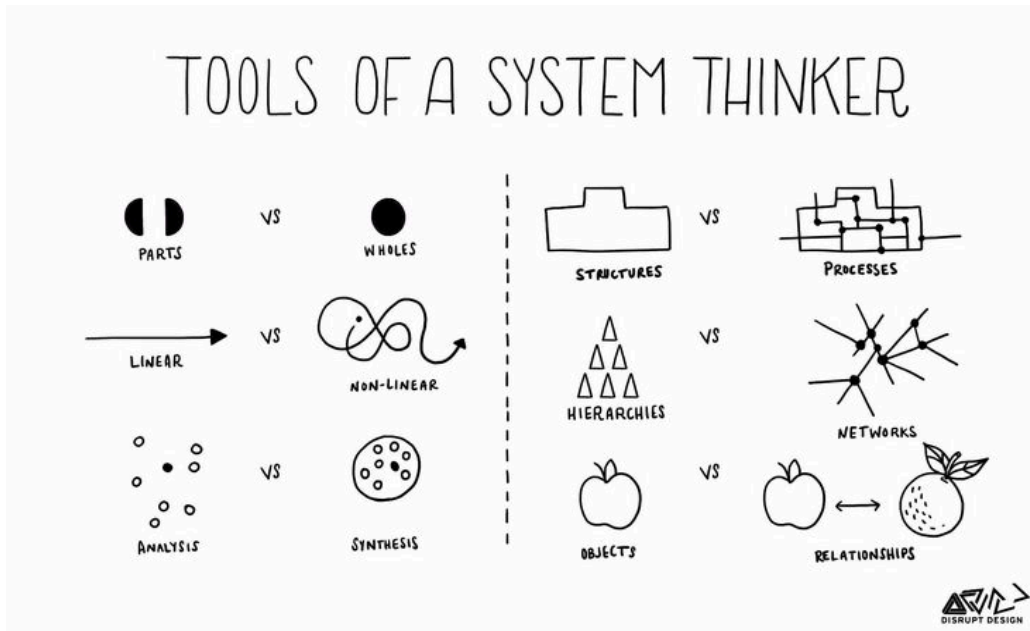 TOOLS OF A SYSTEM THINKER
PARTS
VS
WHOLES
LINEAR
VS
NON-LINEAR
ANALYSIS
VS
SYNTHESIS
STRUCTURES
VS
PROCESSES
HIERARCHIES
VS
NETWORKS
OBJECTS
VS
RELATIONSHIPS
DISRUPT DESIGN